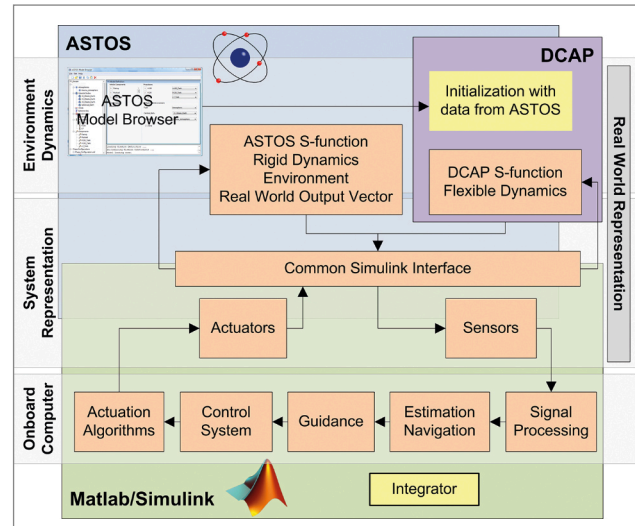 ASTOS
DCAP
ASTOS
Model Browser
Initialization with
data from ASTOS
ASTOS S-function
Rigid Dynamics
Environment
Real World Output Vector
DCAP S-function
Flexible Dynamics
Common Simulink Interface
Actuators
Sensors
Actuation
Algorithms
Control
System
Guidance
Estimation
Navigation
Signal
Processing
Matlab/Simulink
Integrator
Environment
Dynamics
System
Representation
Onboard
Computer
Real World Representation